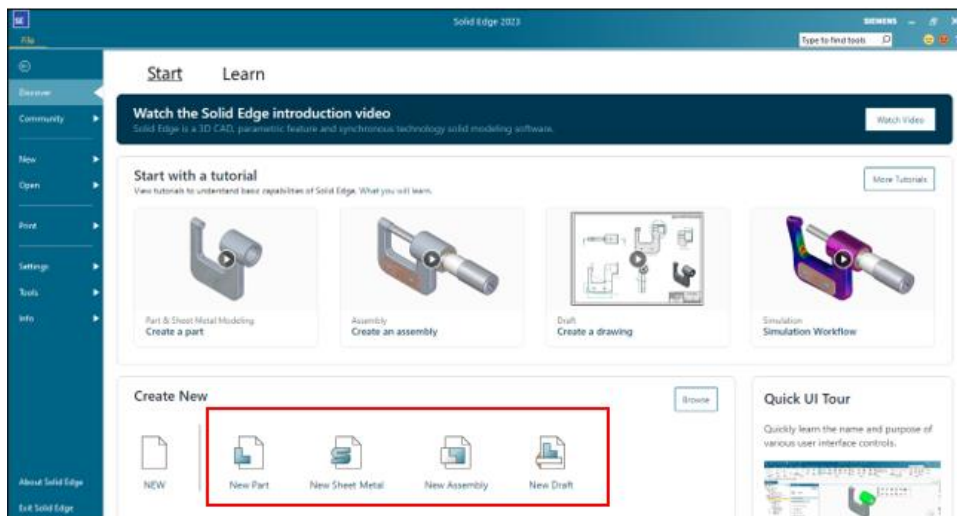 SE
Solid Edge 2023
SIEMENS
File
Type to find tools
Discover
Community
New
Open
Print
Settings
Tools
Info
About Solid Edge
Exit Solid Edge
Start Learn
Watch the Solid Edge introduction video
Solid Edge is a 3D CAD, parametric feature and synchronous technology solid modeling software.
Watch Video
Start with a tutorial
View tutorials to understand basic capabilities of Solid Edge. What you will learn.
More Tutorials
Part & Sheet Metal Modeling
Create a part
Assembly
Create an assembly
Draft
Create a drawing
Simulation
Simulation Workflow
Create New
Browse
NEW
New Part
New Sheet Metal
New Assembly
New Draft
Quick UI Tour
Quickly learn the name and purpose of
various user interface controls.